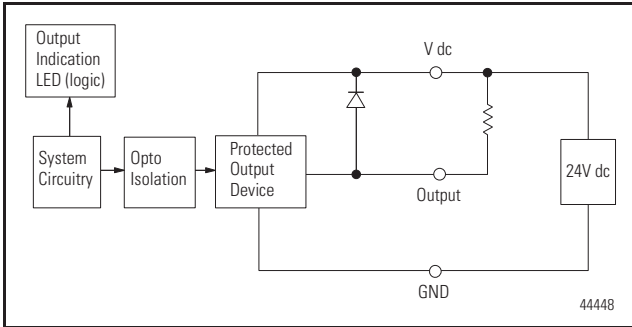 Output
Indication
LED (logic)
System
Circuitry
Opto
Isolation
Protected
Output
Device
V dc
Output
24V dc
GND
44448